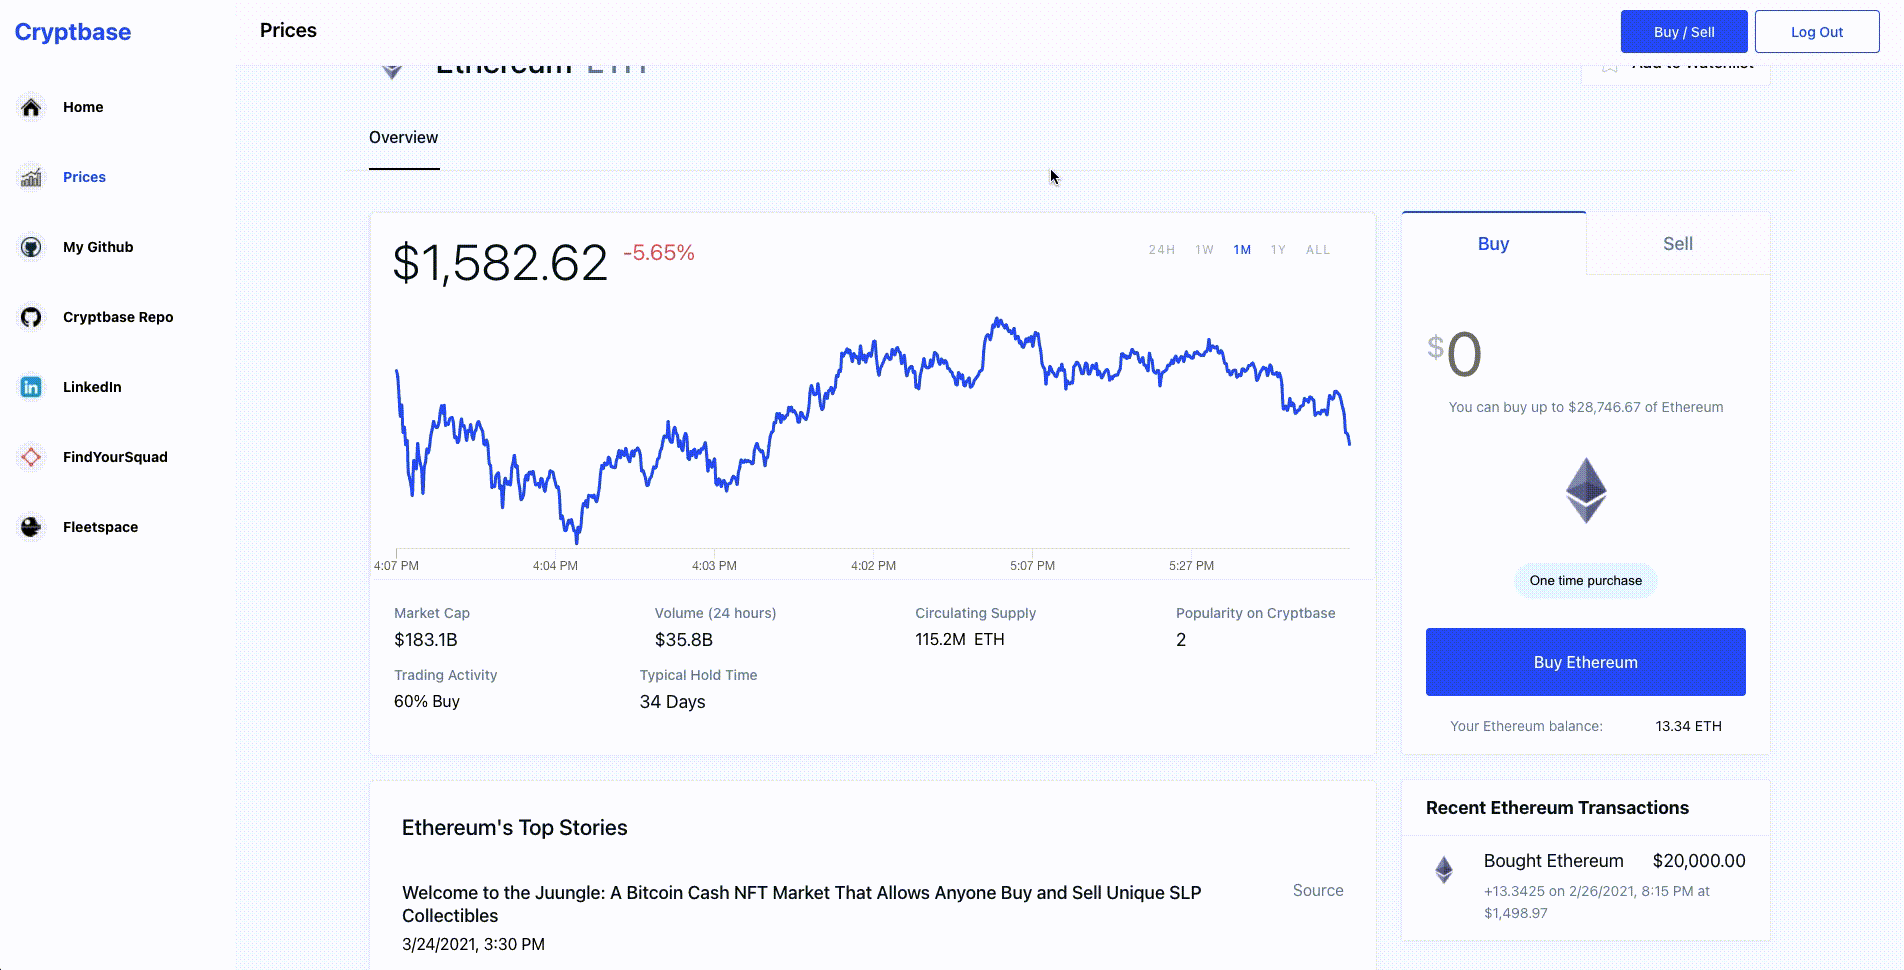 Cryptbase
Prices
Buy / Sell
Log Out
Ethereum ETH
Add to Watchlist
Home
Prices
My Github
Cryptbase Repo
LinkedIn
FindYourSquad
Fleetspace
Overview
$1,582.62 -5.65%
24H 1W 1M 1Y ALL
4:07 PM 4:04 PM 4:03 PM 4:02 PM 5:07 PM 5:27 PM
Market Cap Volume (24 hours) Circulating Supply Popularity on Cryptbase
$183.1B $35.8B 115.2M ETH 2
Trading Activity Typical Hold Time
60% Buy 34 Days
Buy Sell
$0
You can buy up to $28,746.67 of Ethereum
One time purchase
Buy Ethereum
Your Ethereum balance: 13.34 ETH
Ethereum's Top Stories
Welcome to the Juungle: A Bitcoin Cash NFT Market That Allows Anyone Buy and Sell Unique SLP
Collectibles
3/24/2021, 3:30 PM
Source
Recent Ethereum Transactions
Bought Ethereum $20,000.00
+13.3425 on 2/26/2021, 8:15 PM at
$1,498.97